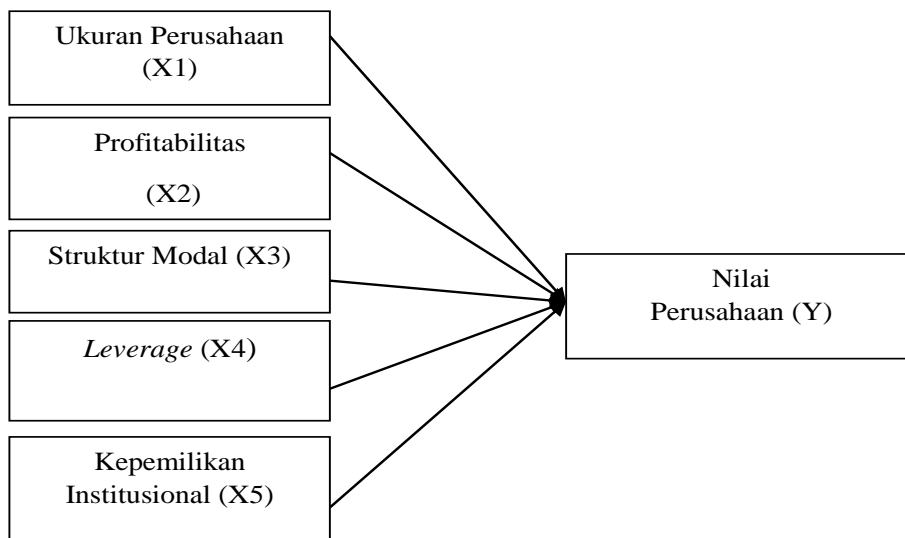 Ukuran Perusahaan
(X1)
Profitabilitas
(X2)
Struktur Modal (X3)
Leverage (X4)
Kepemilikan
Institusional (X5)
Nilai
Perusahaan (Y)